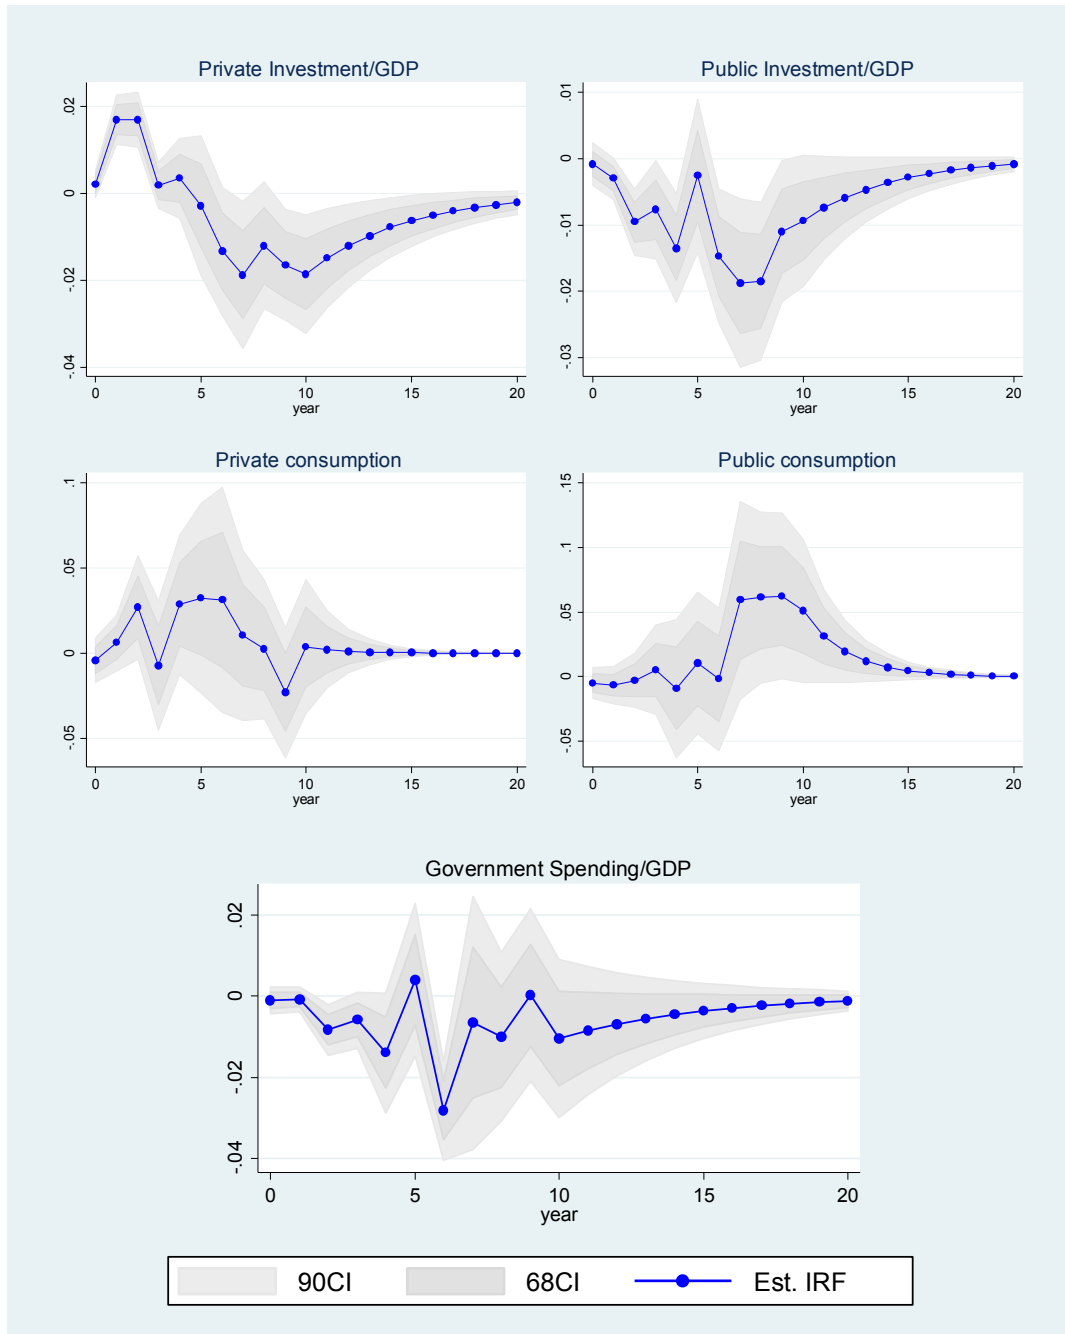 Private Investment/GDP
.02
0
-.02
-.04
0 5 10 15 20
year
Public Investment/GDP
.01
0
-.01
-.02
-.03
0 5 10 15 20
year
Private consumption
.1
.05
0
-.05
0 5 10 15 20
year
Public consumption
.15
.1
.05
0
-.05
0 5 10 15 20
year
Government Spending/GDP
.02
0
-.02
-.04
0 5 10 15 20
year
90CI 68CI Est. IRF